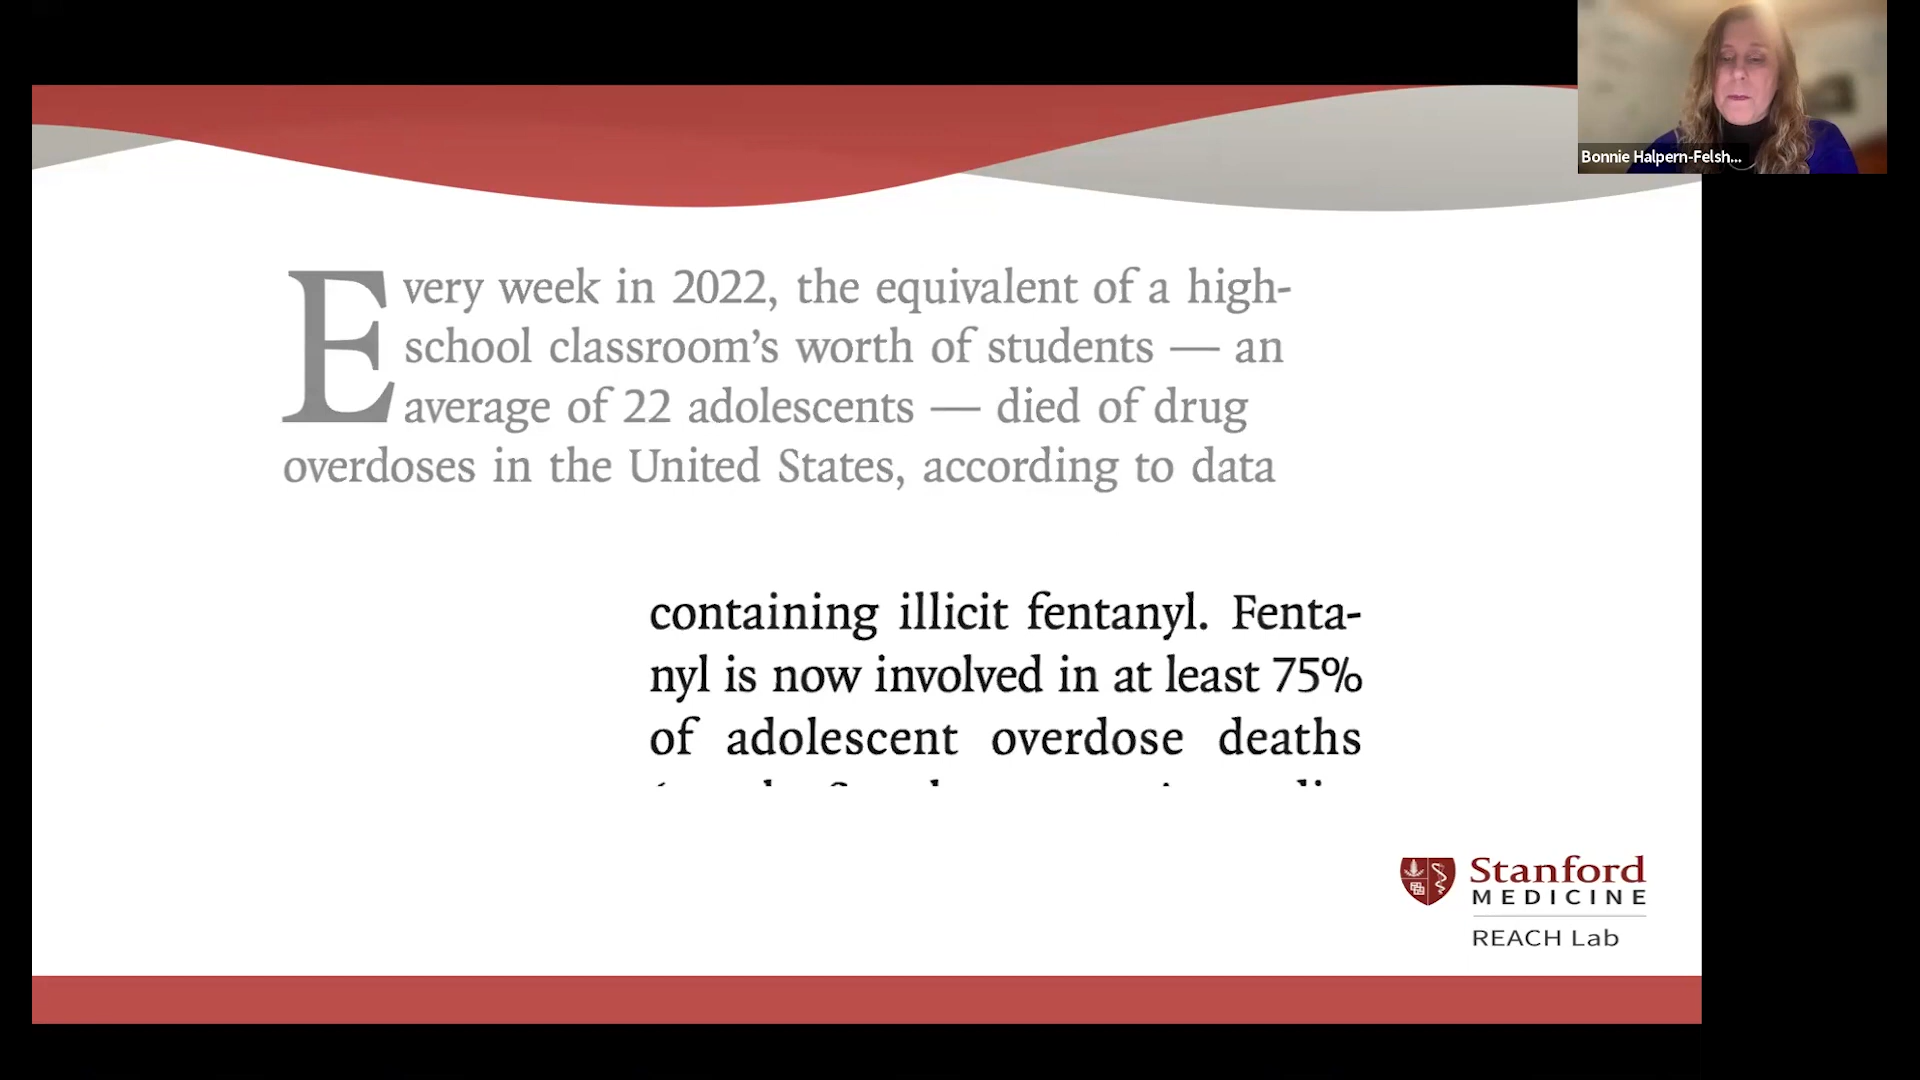 Bonnie Halpern-Felsh...
Every week in 2022, the equivalent of a high-
school classroom’s worth of students — an
average of 22 adolescents — died of drug
overdoses in the United States, according to data
containing illicit fentanyl. Fenta-
nyl is now involved in at least 75%
of adolescent overdose deaths
Stanford
MEDICINE
REACH Lab